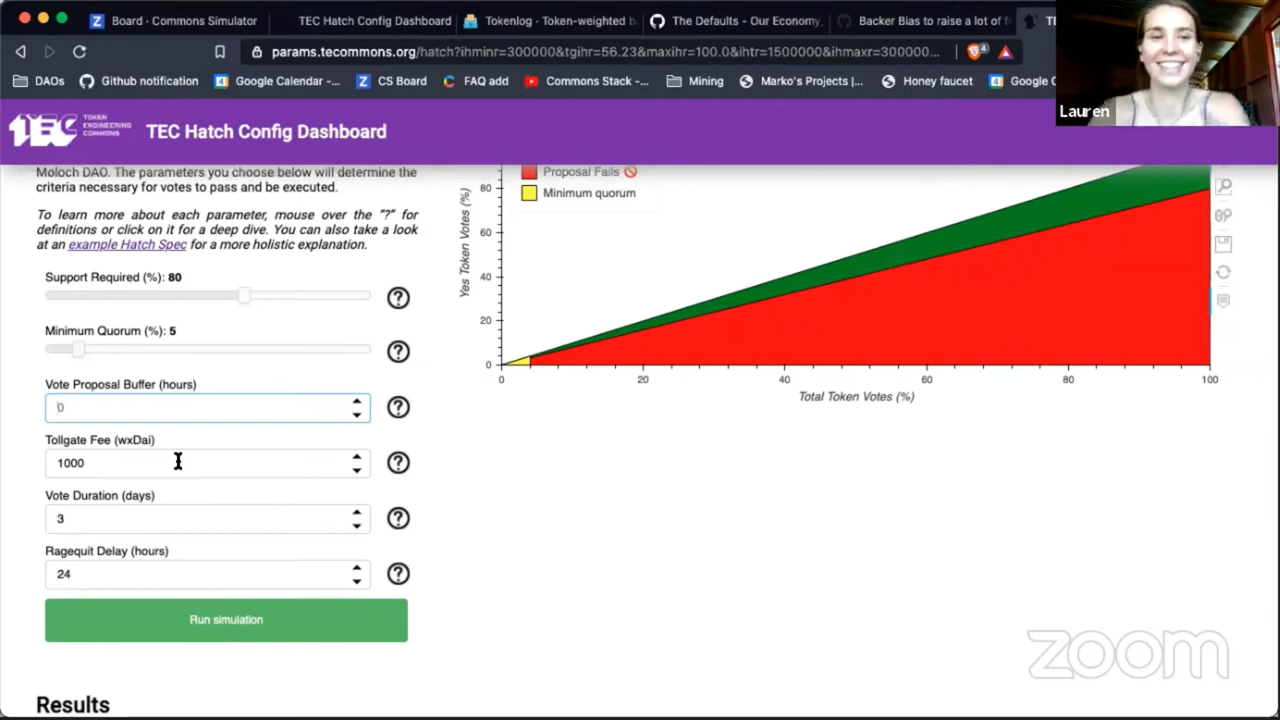 Board · Commons Simulator
TEC Hatch Config Dashboard
Tokenlog · Token-weighted b
The Defaults - Our Economy,
Backer Bias to raise a lot of f
TE
params.tecommons.org/hatch?ihminr=300000&tgihr=56.23&maxihr=100.0&ihtr=1500000&ihmaxr=300000...
4
DAOs
Github notification
Google Calendar -...
CS Board
FAQ add
Commons Stack -...
Mining
Marko's Projects |...
Honey faucet
Google C
Lauren
TEC TOKEN
ENGINEERING
COMMONS
TEC Hatch Config Dashboard
Moloch DAO. The parameters you choose below will determine the
criteria necessary for votes to pass and be executed.
To learn more about each parameter, mouse over the "?" for
definitions or click on it for a deep dive. You can also take a look
at an example Hatch Spec for a more holistic explanation.
Support Required (%): 80
?
Minimum Quorum (%): 5
?
Vote Proposal Buffer (hours)
0
?
Tollgate Fee (wxDai)
1000
?
Vote Duration (days)
3
?
Ragequit Delay (hours)
24
?
Run simulation
Results
Proposal Fails
Minimum quorum
Yes Token Votes (%)
80
60
40
20
0
0 20 40 60 80 100
Total Token Votes (%)
zoom